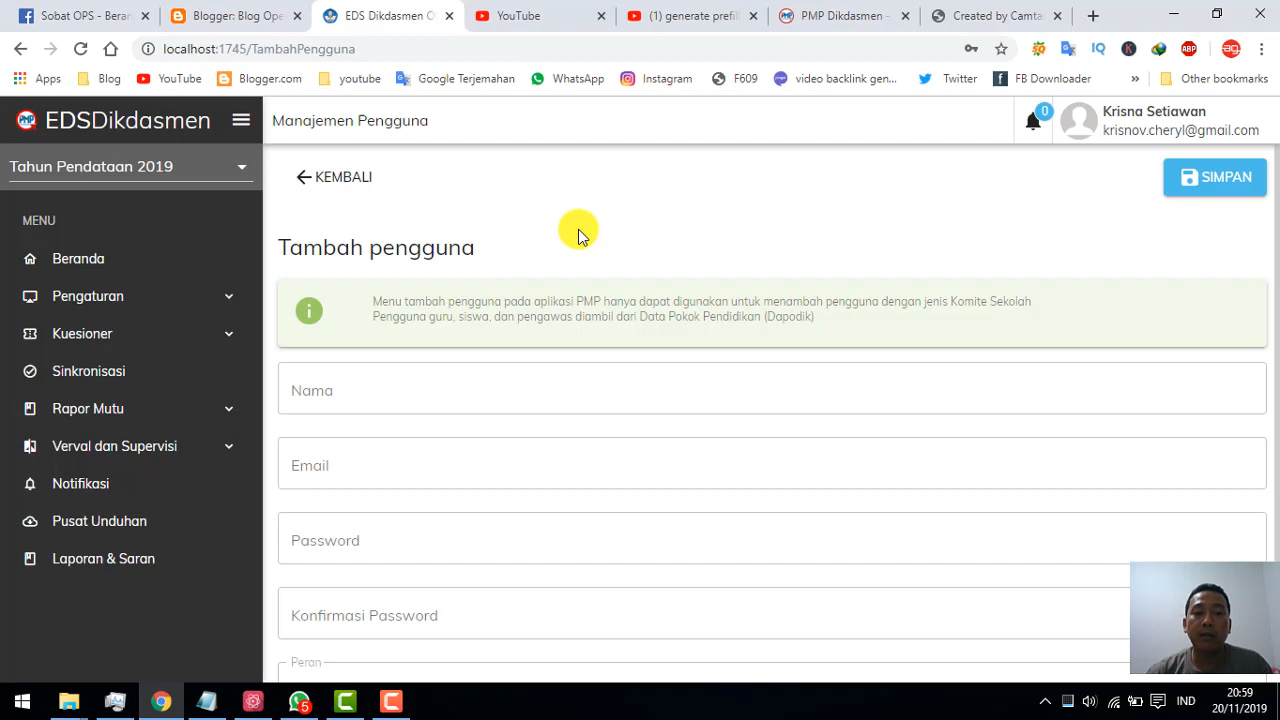 Sobat OPS - Beran
Blogger: Blog Ope
EDS Dikdasmen O
YouTube
(1) generate prefil
PMP Dikdasmen -
Created by Camta
localhost:1745/TambahPengguna
Apps
Blog
YouTube
Blogger.com
youtube
Google Terjemahan
WhatsApp
Instagram
F609
video backlink gen...
Twitter
FB Downloader
»
Other bookmarks
PMP EDSDikdasmen
Manajemen Pengguna
0
Krisna Setiawan
krisnov.cheryl@gmail.com
Tahun Pendataan 2019
KEMBALI
SIMPAN
MENU
Beranda
Pengaturan
Kuesioner
Sinkronisasi
Rapor Mutu
Verval dan Supervisi
Notifikasi
Pusat Unduhan
Laporan & Saran
Tambah pengguna
Menu tambah pengguna pada aplikasi PMP hanya dapat digunakan untuk menambah pengguna dengan jenis Komite Sekolah
Pengguna guru, siswa, dan pengawas diambil dari Data Pokok Pendidikan (Dapodik)
Nama
Email
Password
Konfirmasi Password
Peran
5
IND
20:59
20/11/2019